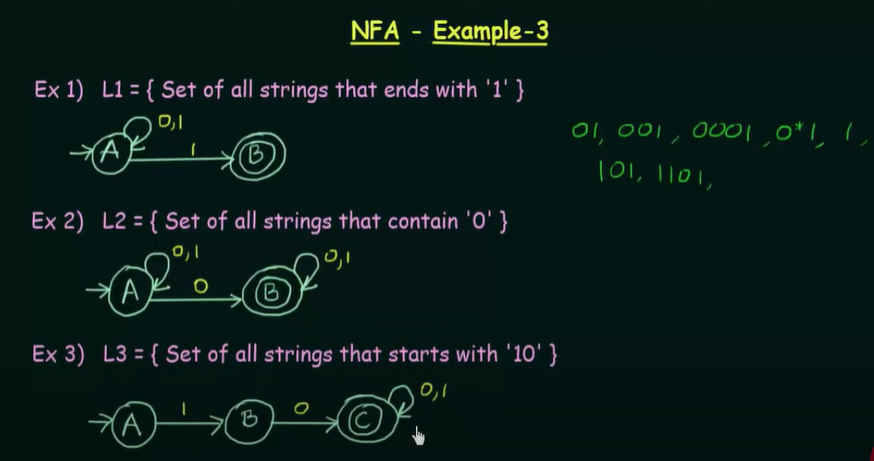 NFA - Example-3
Ex 1) L1 = { Set of all strings that ends with '1' }
0,1
A 1 B
01, 001, 0001, 0*1, 1,
101, 1101,
Ex 2) L2 = { Set of all strings that contain '0' }
0,1 0,1
A 0 B
Ex 3) L3 = { Set of all strings that starts with '10' }
0,1
A 1 B 0 C